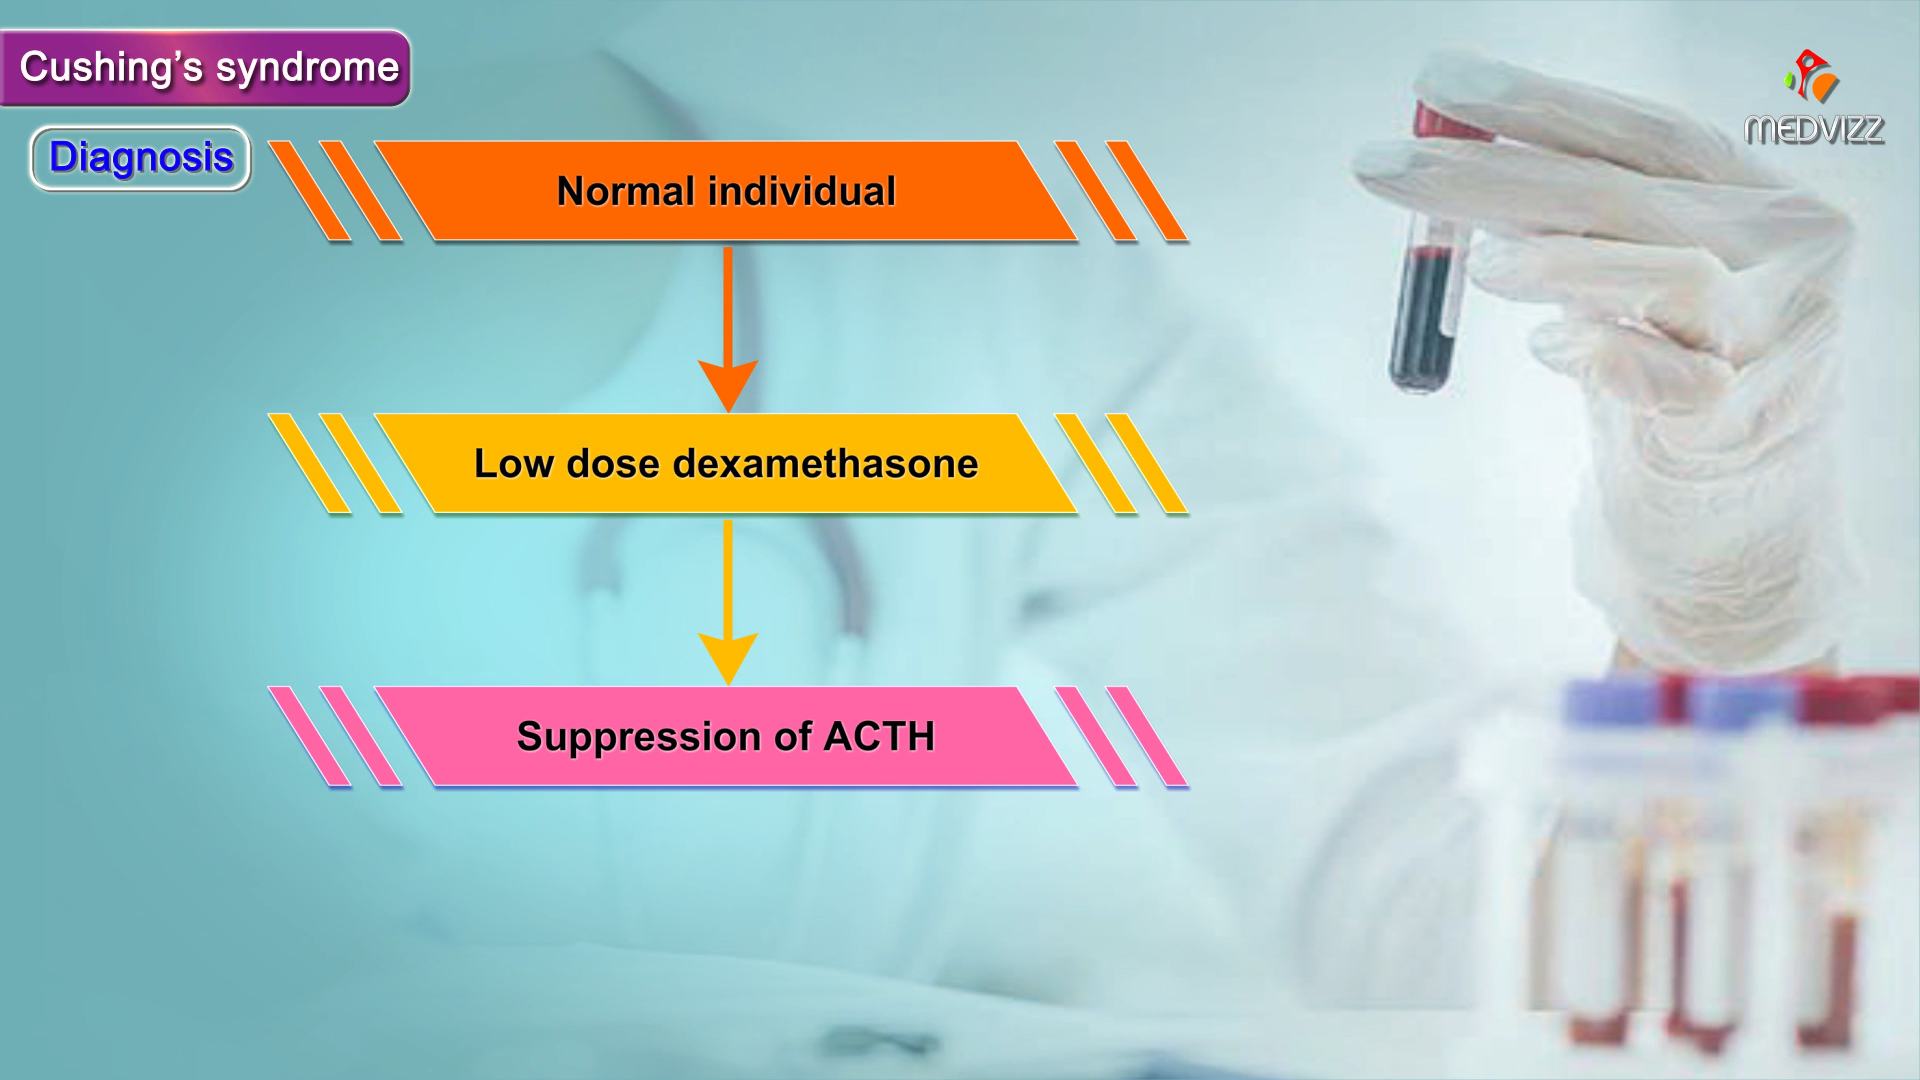 Cushing’s syndrome
MEDVIZZ
Diagnosis
Normal individual
Low dose dexamethasone
Suppression of ACTH